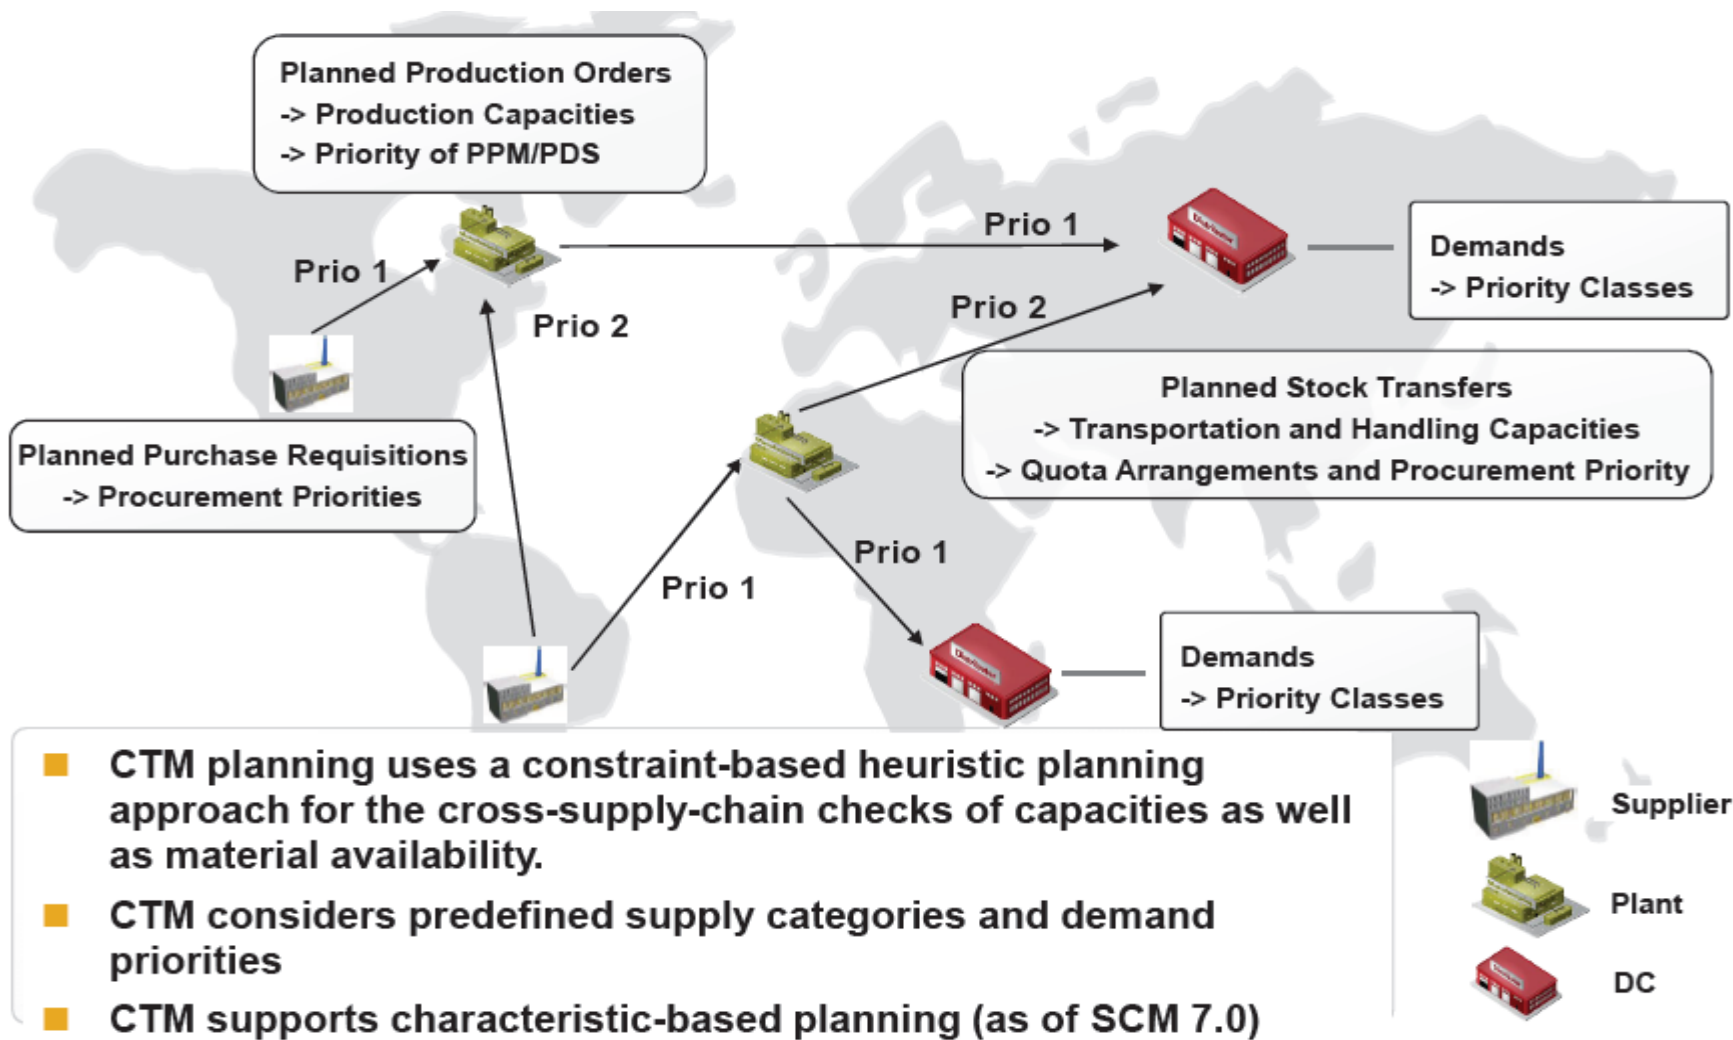 Planned Production Orders
-> Production Capacities
-> Priority of PPM/PDS
Prio 1
Distributor
Demands
-> Priority Classes
Prio 1
Prio 2
Prio 2
Planned Stock Transfers
-> Transportation and Handling Capacities
-> Quota Arrangements and Procurement Priority
Planned Purchase Requisitions
-> Procurement Priorities
Prio 1
Prio 1
Distributor
Demands
-> Priority Classes
■ CTM planning uses a constraint-based heuristic planning
approach for the cross-supply-chain checks of capacities as well
as material availability.
■ CTM considers predefined supply categories and demand
priorities
■ CTM supports characteristic-based planning (as of SCM 7.0)
Supplier
Plant
DC